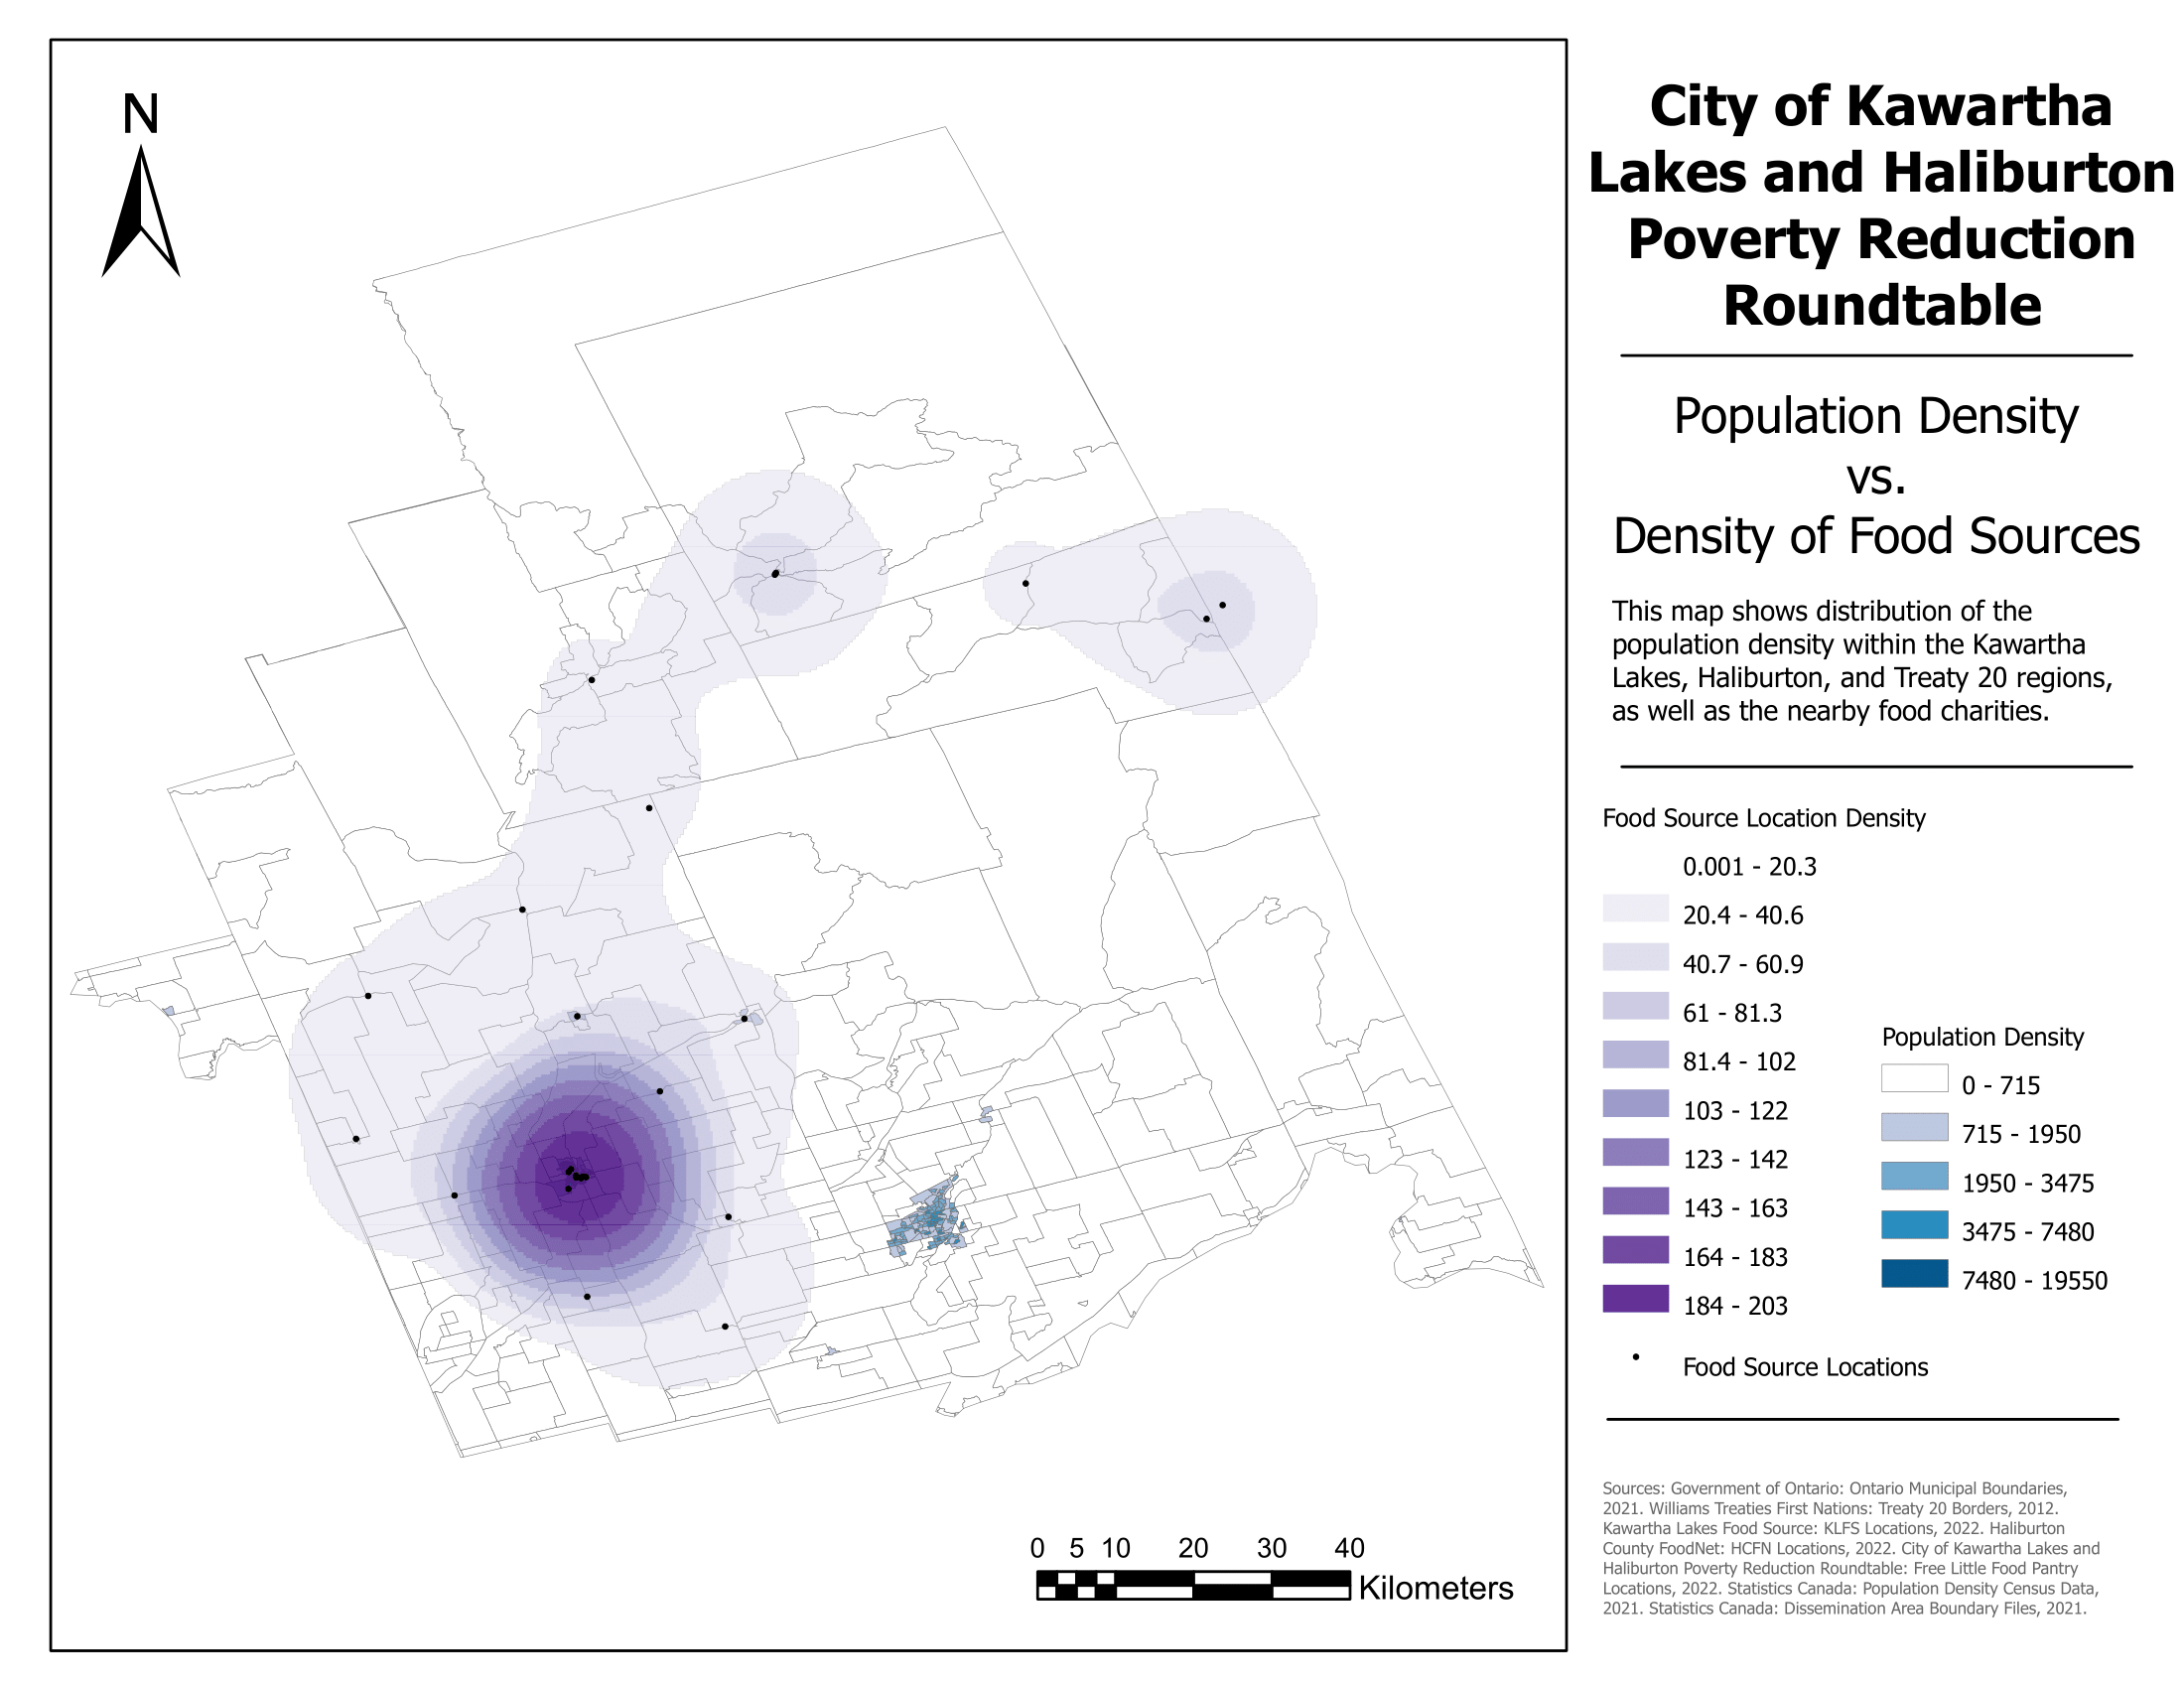 N
City of Kawartha
Lakes and Haliburton
Poverty Reduction
Roundtable
Population Density
vs.
Density of Food Sources
This map shows distribution of the
population density within the Kawartha
Lakes, Haliburton, and Treaty 20 regions,
as well as the nearby food charities.
Food Source Location Density
0.001 - 20.3
20.4 - 40.6
40.7 - 60.9
61 - 81.3
81.4 - 102
103 - 122
123 - 142
143 - 163
164 - 183
184 - 203
Food Source Locations
Population Density
0 - 715
715 - 1950
1950 - 3475
3475 - 7480
7480 - 19550
0 5 10 20 30 40
Kilometers
Sources: Government of Ontario: Ontario Municipal Boundaries,
2021. Williams Treaties First Nations: Treaty 20 Borders, 2012.
Kawartha Lakes Food Source: KLFS Locations, 2022. Haliburton
County FoodNet: HCFN Locations, 2022. City of Kawartha Lakes and
Haliburton Poverty Reduction Roundtable: Free Little Food Pantry
Locations, 2022. Statistics Canada: Population Density Census Data,
2021. Statistics Canada: Dissemination Area Boundary Files, 2021.